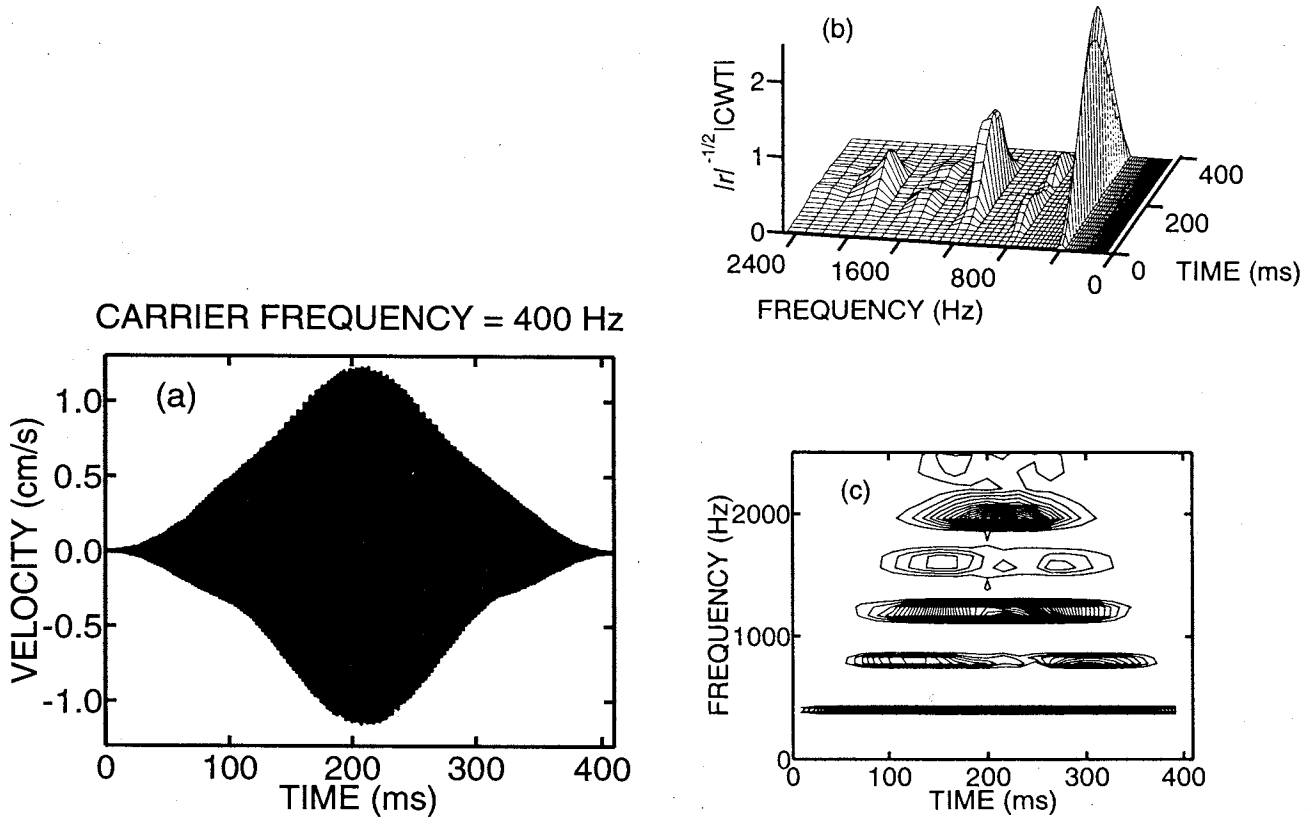 CARRIER FREQUENCY = 400 Hz
(a)
VELOCITY (cm/s)
1.0
0.5
0.0
-0.5
-1.0
0 100 200 300 400
TIME (ms)
(b)
/r/ -1/2 |CWT|
2
1
0
2400 1600 800 0
FREQUENCY (Hz)
0 200 400
TIME (ms)
(c)
FREQUENCY (Hz)
2000
1000
0
0 100 200 300 400
TIME (ms)